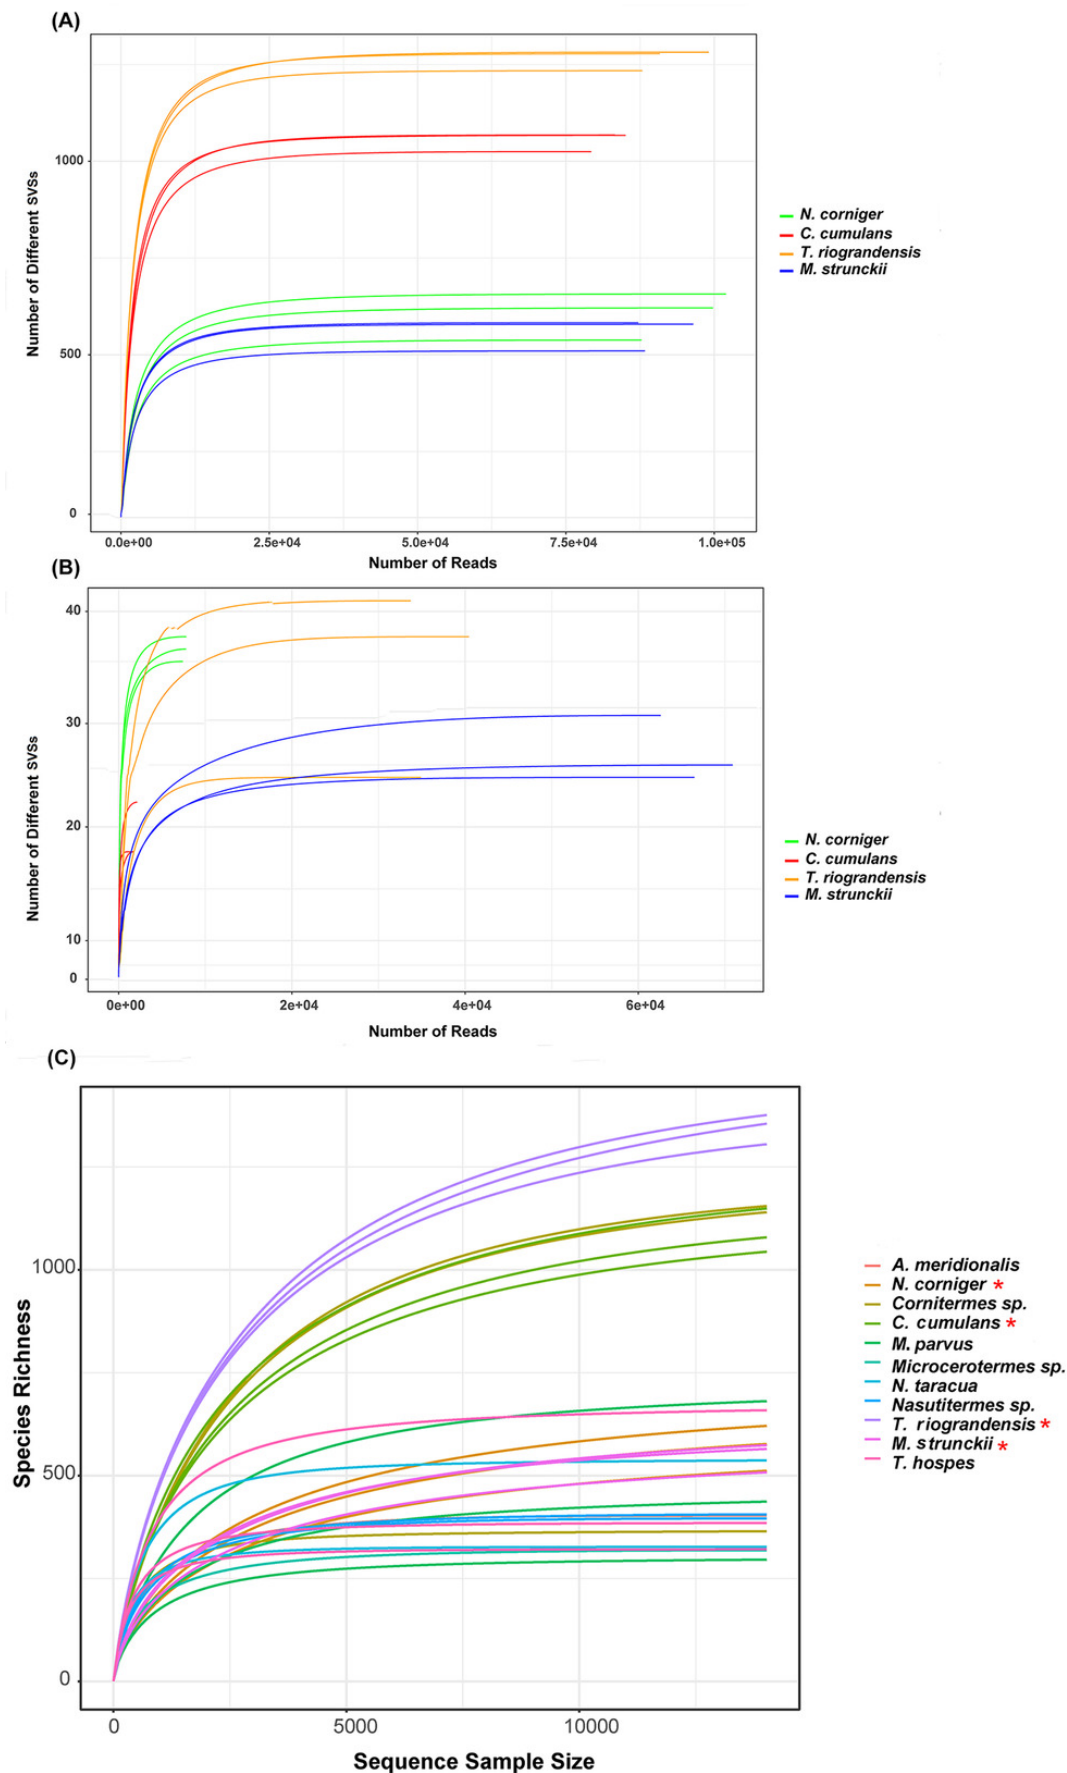 (A)
1000
500
0
Number of Different SVSs
0.0e+00 2.5e+04 5.0e+04 7.5e+04 1.0e+05
Number of Reads
N. corniger
C. cumulans
T. riograndensis
M. strunckii
(B)
40
30
20
10
0
Number of Different SVSs
0e+00 2e+04 4e+04 6e+04
Number of Reads
N. corniger
C. cumulans
T. riograndensis
M. strunckii
(C)
1000
500
0
Species Richness
0 5000 10000
Sequence Sample Size
A. meridionalis
N. corniger *
Cornitermes sp.
C. cumulans *
M. parvus
Microcerotermes sp.
N. taracua
Nasutitermes sp.
T. riograndensis *
M. strunckii *
T. hospes